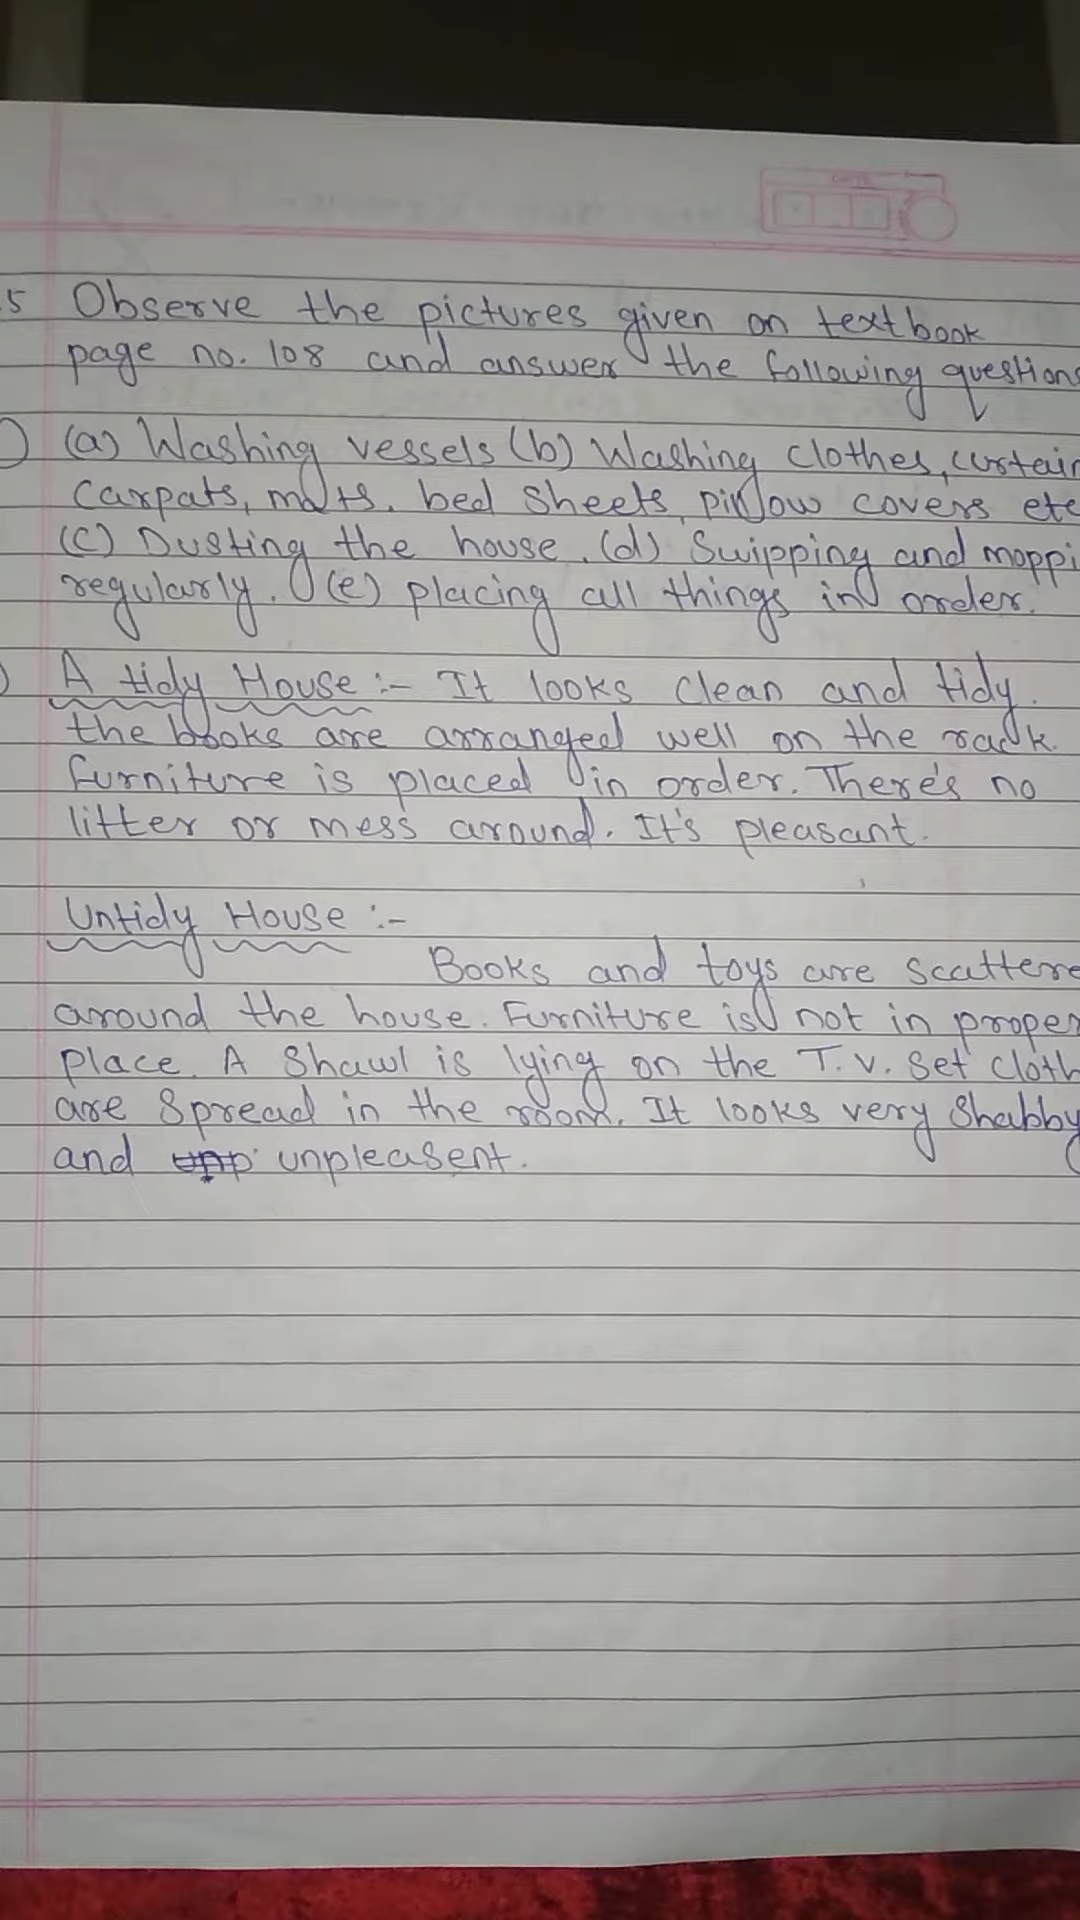 5 Observe the pictures given on textbook
page no. 108 and answer the following questions
(a) Washing vessels (b) Washing clothes, curtain
Carpats, mats. bed sheets, pillow covers etc
(C) Dusting the house. (d) Swipping and moppi
regularly. (e) placing all things in order.
A tidy House :- It looks clean and tidy.
the books are arranged well on the rack.
furniture is placed in order. There's no
litter or mess around. It's pleasant.
Untidy House :-
Books and toys are scattere
around the house. Furniture is not in proper
place. A Shawl is lying on the T.V. Set Cloth
are Spread in the room. It looks very Shabby
and unpleasent.